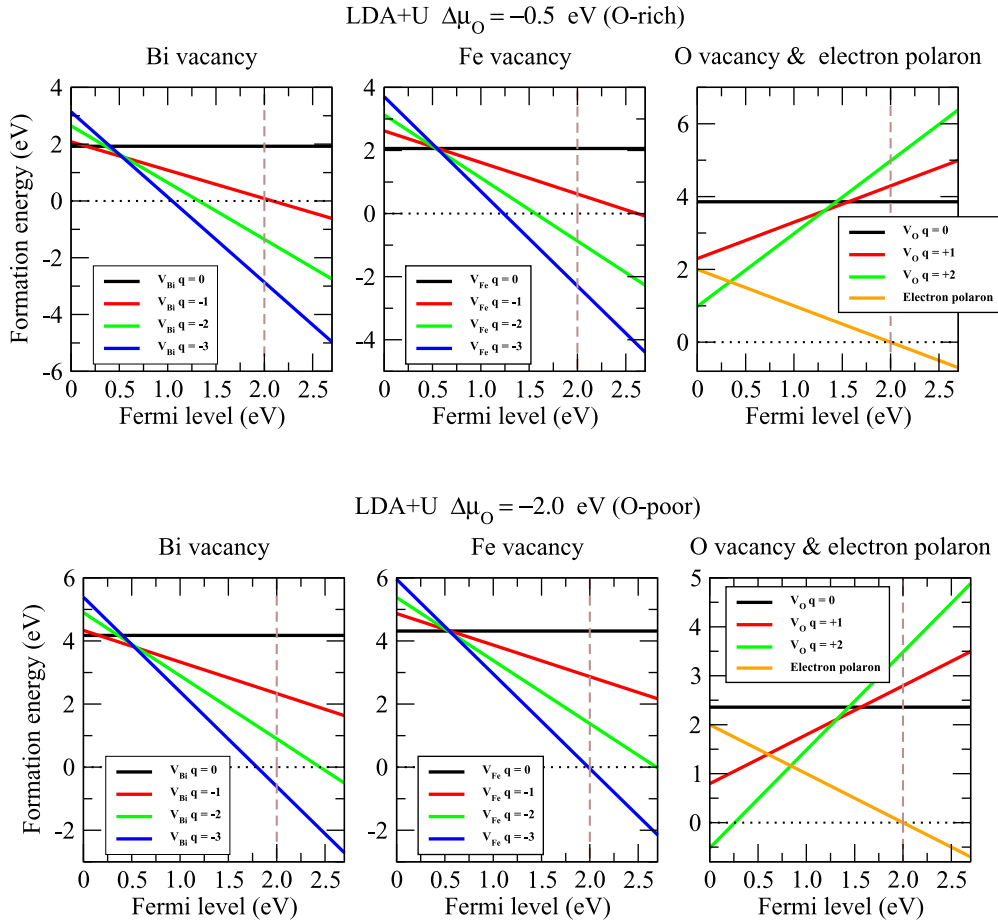 LDA+U Δμ_O = −0.5 eV (O-rich)
Bi vacancy
Fe vacancy
O vacancy & electron polaron
Formation energy (eV)
4
2
0
-2
-4
-6
V_Bi q = 0
V_Bi q = -1
V_Bi q = -2
V_Bi q = -3
0 0.5 1.0 1.5 2.0 2.5
Fermi level (eV)
4
2
0
-2
-4
V_Fe q = 0
V_Fe q = -1
V_Fe q = -2
V_Fe q = -3
0 0.5 1.0 1.5 2.0 2.5
Fermi level (eV)
6
4
2
0
V_O q = 0
V_O q = +1
V_O q = +2
Electron polaron
0 0.5 1.0 1.5 2.0 2.5
Fermi level (eV)
LDA+U Δμ_O = −2.0 eV (O-poor)
Bi vacancy
Fe vacancy
O vacancy & electron polaron
Formation energy (eV)
6
4
2
0
-2
V_Bi q = 0
V_Bi q = -1
V_Bi q = -2
V_Bi q = -3
0 0.5 1.0 1.5 2.0 2.5
Fermi level (eV)
6
4
2
0
-2
V_Fe q = 0
V_Fe q = -1
V_Fe q = -2
V_Fe q = -3
0 0.5 1.0 1.5 2.0 2.5
Fermi level (eV)
5
4
3
2
1
0
V_O q = 0
V_O q = +1
V_O q = +2
Electron polaron
0 0.5 1.0 1.5 2.0 2.5
Fermi level (eV)